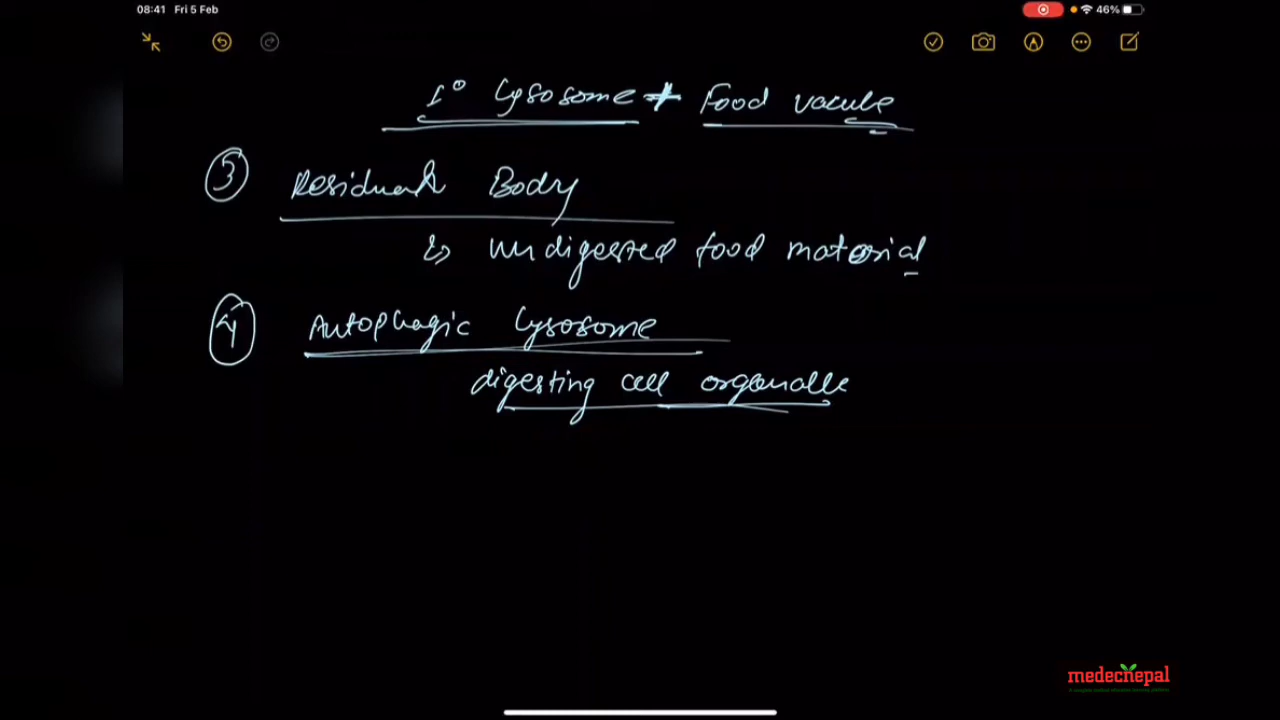 08:41 Fri 5 Feb
46%
1° Lysosome + Food vacule
③ Residual Body
↳ undigested food material
④ Autophagic Lysosome
digesting cell organelle
medecnepal